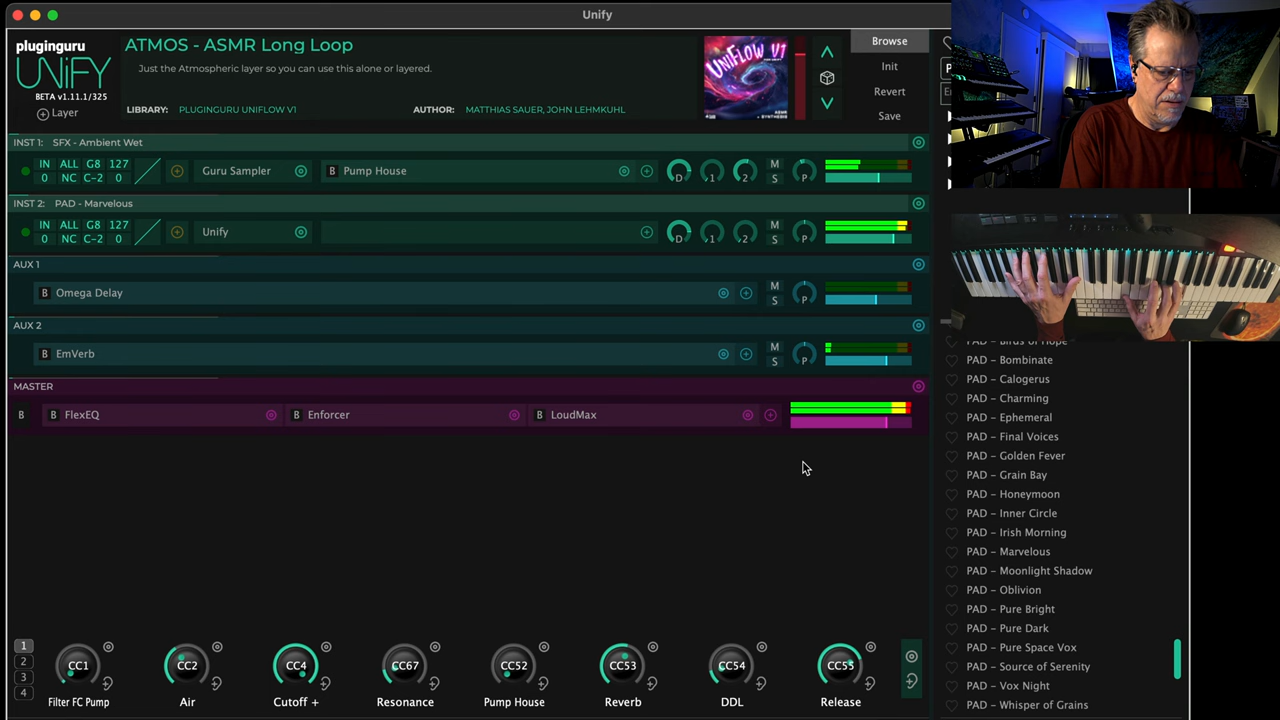 Unify
pluginguru
UNiFY
BETA v1.11.1/325
Layer
ATMOS - ASMR Long Loop
Just the Atmospheric layer so you can use this alone or layered.
LIBRARY: PLUGINGURU UNIFLOW V1
AUTHOR: MATTHIAS SAUER, JOHN LEHMKUHL
UNIFLOW V1
Browse
Init
Revert
Save
INST 1: SFX - Ambient Wet
IN ALL G8 127
0 NC C-2 0
Guru Sampler
B Pump House
D 1 2
M
S
P
INST 2: PAD - Marvelous
IN ALL G8 127
0 NC C-2 0
Unify
D 1 2
M
S
P
AUX 1
B Omega Delay
M
S
P
AUX 2
B EmVerb
M
S
P
MASTER
B
B FlexEQ
B Enforcer
B LoudMax
PAD - Birds of Hope
PAD - Bombinate
PAD - Calogerus
PAD - Charming
PAD - Ephemeral
PAD - Final Voices
PAD - Golden Fever
PAD - Grain Bay
PAD - Honeymoon
PAD - Inner Circle
PAD - Irish Morning
PAD - Marvelous
PAD - Moonlight Shadow
PAD - Oblivion
PAD - Pure Bright
PAD - Pure Dark
PAD - Pure Space Vox
PAD - Source of Serenity
PAD - Vox Night
PAD - Whisper of Grains
1
2
3
4
CC1
Filter FC Pump
CC2
Air
CC4
Cutoff +
CC67
Resonance
CC52
Pump House
CC53
Reverb
CC54
DDL
CC55
Release